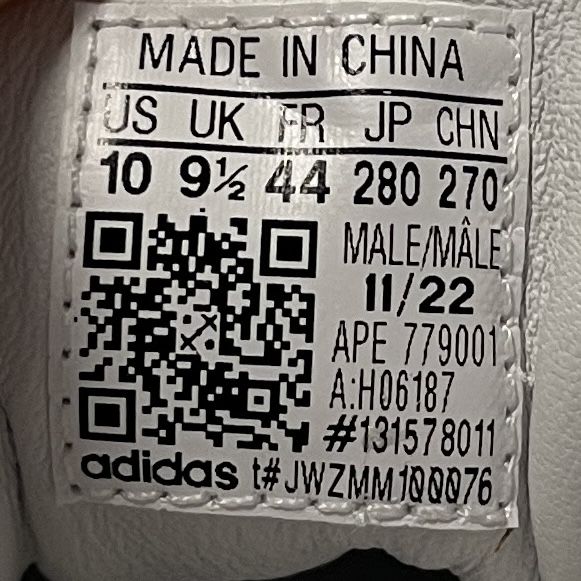 MADE IN CHINA
US UK FR JP CHN
10 9½ 44 280 270
MALE/MÂLE
11/22
APE 779001
A:H06187
#131578011
adidas t#JWZMM100076